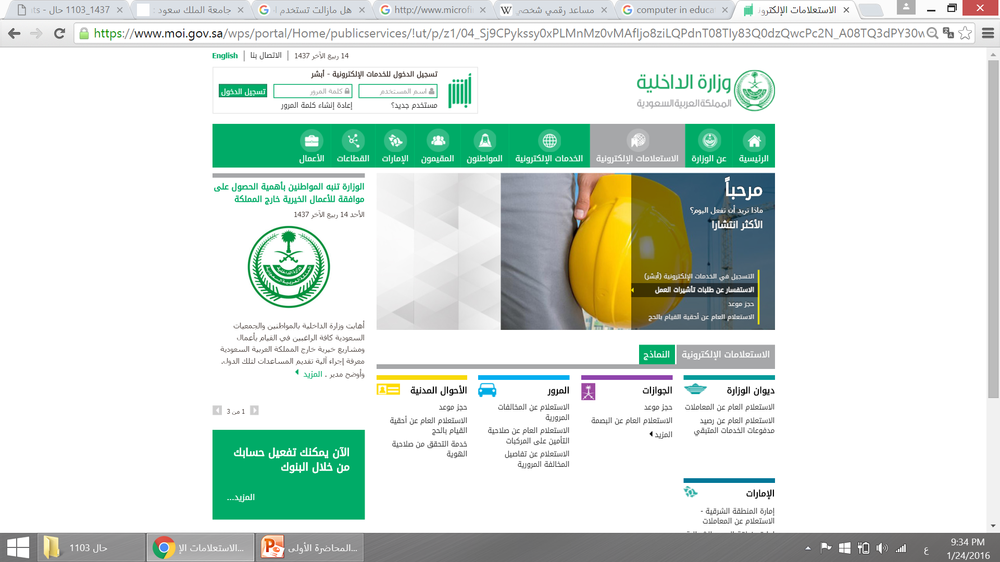 1437_1103 حال - ts
جامعة الملك سعود :
هل مازالت تستخدم ا
http://www.microfi
مساعد رقمي شخصي
computer in educa
الاستعلامات الإلكترونـ
https://www.moi.gov.sa/wps/portal/Home/publicservices/!ut/p/z1/
English | الاتصال بنا | 14 ربيع الآخر 1437
تسجيل الدخول للخدمات الإلكترونية - أبشر
اسم المستخدم
كلمة المرور
تسجيل الدخول
مستخدم جديد؟
إعادة إنشاء كلمة المرور
أبشر
وزارة الداخلية
المملكة العربية السعودية
الرئيسية
عن الوزارة
الاستعلامات الإلكترونية
الخدمات الإلكترونية
المواطنون
المقيمون
الإمارات
القطاعات
الأعمال
مرحباً
ماذا تريد أن تفعل اليوم؟
الأكثر انتشارا
التسجيل في الخدمات الإلكترونية (أبشر)
الاستفسار عن طلبات تأشيرات العمل
حجز موعد
الاستعلام العام عن أحقية القيام بالحج
الوزارة تنبه المواطنين بأهمية الحصول على
موافقة للأعمال الخيرية خارج المملكة
الأحد 14 ربيع الآخر 1437
وزارة الداخلية
المملكة العربية السعودية
أهابت وزارة الداخلية بالمواطنين والجمعيات
السعودية كافة الراغبين في القيام بأعمال
ومشاريع خيرية خارج المملكة العربية السعودية
معرفة إجراء آلية تقديم المساعدات لتلك الدول.
وأوضح مدير . المزيد
1 من 3
الآن يمكنك تفعيل حسابك
من خلال البنوك
المزيد...
الاستعلامات الإلكترونية
النماذج
ديوان الوزارة
الاستعلام العام عن المعاملات
الاستعلام العام عن رصيد
مدفوعات الخدمات المتبقي
الجوازات
حجز موعد
الاستعلام العام عن البصمة
المزيد
المرور
الاستعلام عن المخالفات
المرورية
الاستعلام العام عن صلاحية
التأمين على المركبات
الاستعلام عن تفاصيل
المخالفة المرورية
الأحوال المدنية
حجز موعد
الاستعلام العام عن أحقية
القيام بالحج
خدمة التحقق من صلاحية
الهوية
الإمارات
إمارة المنطقة الشرقية -
الاستعلام عن المعاملات
حال 1103
الاستعلامات الإ...
المحاضرة الأولى...
ع
9:34 PM
1/24/2016